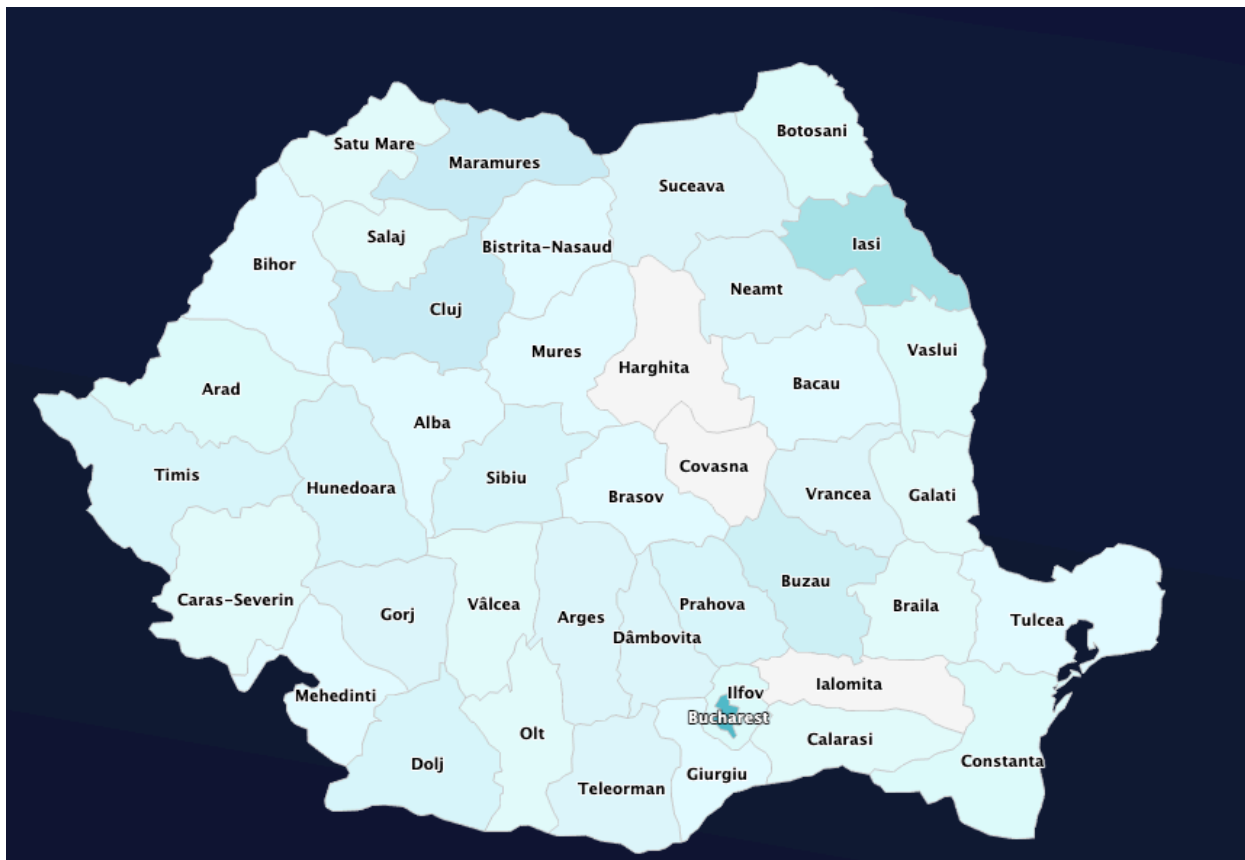 Botosani
Satu Mare
Maramures
Suceava
Salaj
Iasi
Bistrita-Nasaud
Bihor
Neamt
Cluj
Vaslui
Mures
Harghita
Bacau
Arad
Alba
Covasna
Timis
Sibiu
Hunedoara
Vrancea
Galati
Brasov
Buzau
Caras-Severin
Vâlcea
Prahova
Braila
Gorj
Arges
Tulcea
Dâmbovita
Ialomita
Ilfov
Mehedinti
Bucharest
Olt
Calarasi
Constanta
Dolj
Giurgiu
Teleorman